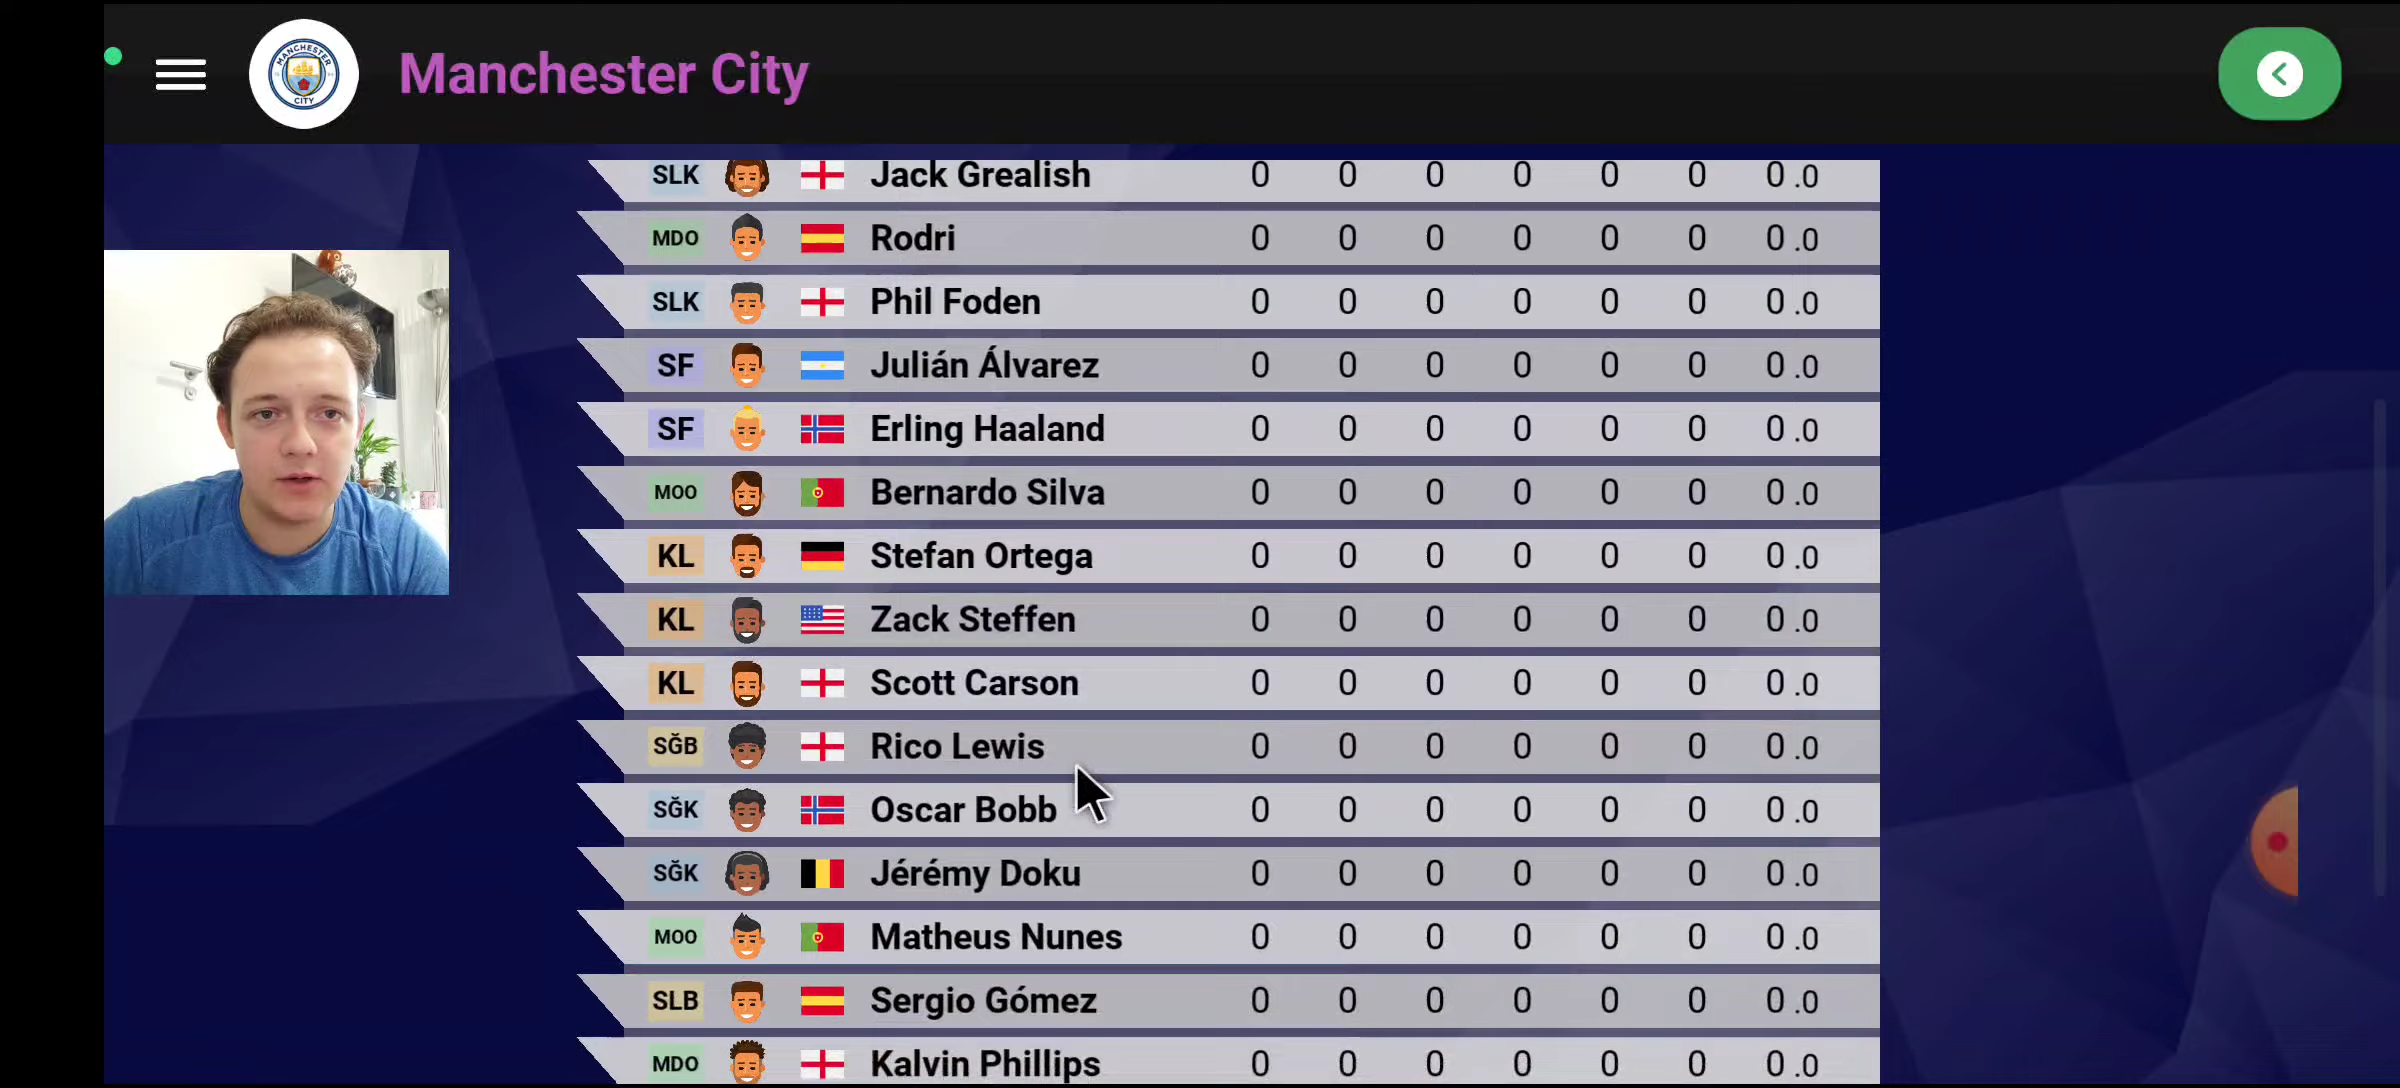 MANCHESTER
CITY
Manchester City
SLK Jack Grealish 0 0 0 0 0 0 0.0
MDO Rodri 0 0 0 0 0 0 0.0
SLK Phil Foden 0 0 0 0 0 0 0.0
SF Julián Álvarez 0 0 0 0 0 0 0.0
SF Erling Haaland 0 0 0 0 0 0 0.0
MOO Bernardo Silva 0 0 0 0 0 0 0.0
KL Stefan Ortega 0 0 0 0 0 0 0.0
KL Zack Steffen 0 0 0 0 0 0 0.0
KL Scott Carson 0 0 0 0 0 0 0.0
SĞB Rico Lewis 0 0 0 0 0 0 0.0
SĞK Oscar Bobb 0 0 0 0 0 0 0.0
SĞK Jérémy Doku 0 0 0 0 0 0 0.0
MOO Matheus Nunes 0 0 0 0 0 0 0.0
SLB Sergio Gómez 0 0 0 0 0 0 0.0
MDO Kalvin Phillips 0 0 0 0 0 0 0.0